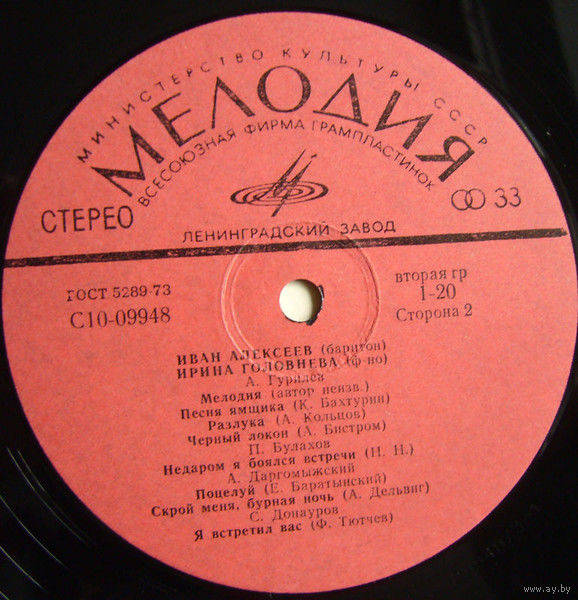 МИНИСТЕРСТВО КУЛЬТУРЫ СССР
МЕЛОДИЯ
ВСЕСОЮЗНАЯ ФИРМА ГРАМПЛАСТИНОК
СТЕРЕО
33
ЛЕНИНГРАДСКИЙ ЗАВОД
ГОСТ 5289-73
С10-09948
вторая гр
1-20
Сторона 2
ИВАН АЛЕКСЕЕВ (баритон)
ИРИНА ГОЛОВНЕВА (ф-но)
А. Гурилев
Мелодия (автор неизв.)
Песня ямщика (К. Бахтурин)
Разлука (А. Кольцов)
Черный локон (А. Бистром)
П. Булахов
Недаром я боялся встречи (Н. Н.)
А. Даргомыжский
Поцелуй (Е. Баратынский)
Скрой меня, бурная ночь (А. Дельвиг)
С. Донауров
Я встретил вас (Ф. Тютчев)
www.ay.by